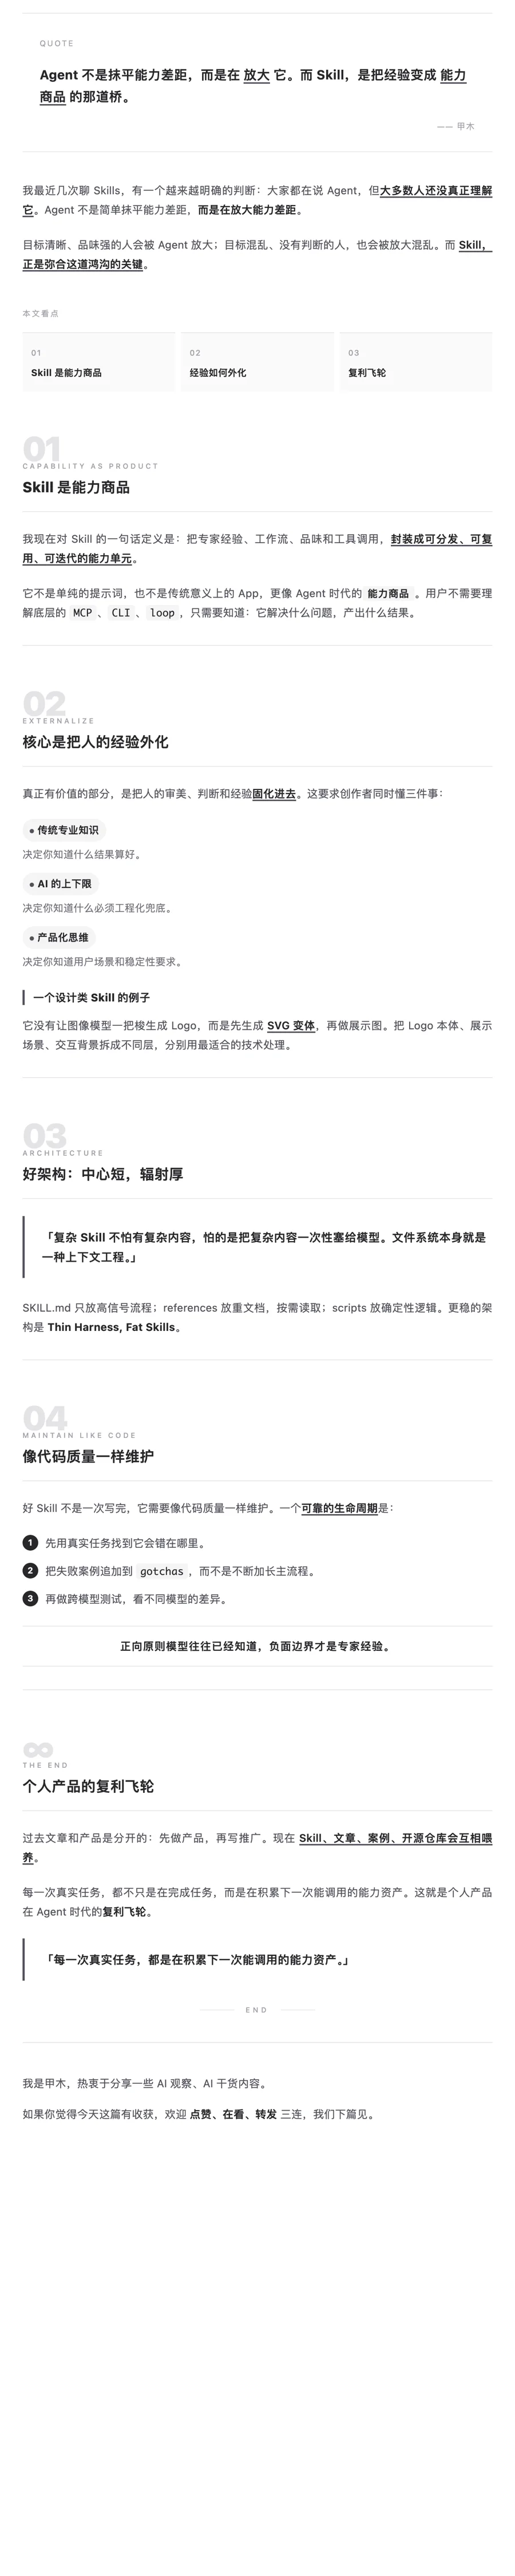 QUOTE
Agent 不是抹平能力差距，而是在 放大 它。而 Skill，是把经验变成 能力
商品 的那道桥。
—— 甲木
我最近几次聊 Skills，有一个越来越明确的判断：大家都在说 Agent，但大多数人还没真正理解
它。Agent 不是简单抹平能力差距，而是在放大能力差距。
目标清晰、品味强的人会被 Agent 放大；目标混乱、没有判断的人，也会被放大混乱。而 Skill，
正是弥合这道鸿沟的关键。
本文看点
01
Skill 是能力商品
02
经验如何外化
03
复利飞轮
01
CAPABILITY AS PRODUCT
Skill 是能力商品
我现在对 Skill 的一句话定义是：把专家经验、工作流、品味和工具调用，封装成可分发、可复
用、可迭代的能力单元。
它不是单纯的提示词，也不是传统意义上的 App，更像 Agent 时代的 能力商品 。用户不需要理
解底层的 MCP 、 CLI 、 loop ，只需要知道：它解决什么问题，产出什么结果。
02
EXTERNALIZE
核心是把人的经验外化
真正有价值的部分，是把人的审美、判断和经验固化进去。这要求创作者同时懂三件事：
● 传统专业知识
决定你知道什么结果算好。
● AI 的上下限
决定你知道什么必须工程化兜底。
● 产品化思维
决定你知道用户场景和稳定性要求。
一个设计类 Skill 的例子
它没有让图像模型一把梭生成 Logo，而是先生成 SVG 变体，再做展示图。把 Logo 本体、展示
场景、交互背景拆成不同层，分别用最适合的技术处理。
03
ARCHITECTURE
好架构：中心短，辐射厚
「复杂 Skill 不怕有复杂内容，怕的是把复杂内容一次性塞给模型。文件系统本身就是
一种上下文工程。」
SKILL.md 只放高信号流程；references 放重文档，按需读取；scripts 放确定性逻辑。更稳的架
构是 Thin Harness, Fat Skills。
04
MAINTAIN LIKE CODE
像代码质量一样维护
好 Skill 不是一次写完，它需要像代码质量一样维护。一个可靠的生命周期是：
1 先用真实任务找到它会错在哪里。
2 把失败案例追加到 gotchas ，而不是不断加长主流程。
3 再做跨模型测试，看不同模型的差异。
正向原则模型往往已经知道，负面边界才是专家经验。
∞
THE END
个人产品的复利飞轮
过去文章和产品是分开的：先做产品，再写推广。现在 Skill、文章、案例、开源仓库会互相喂
养。
每一次真实任务，都不只是在完成任务，而是在积累下一次能调用的能力资产。这就是个人产品
在 Agent 时代的复利飞轮。
「每一次真实任务，都是在积累下一次能调用的能力资产。」
END
我是甲木，热衷于分享一些 AI 观察、AI 干货内容。
如果你觉得今天这篇有收获，欢迎 点赞、在看、转发 三连，我们下篇见。